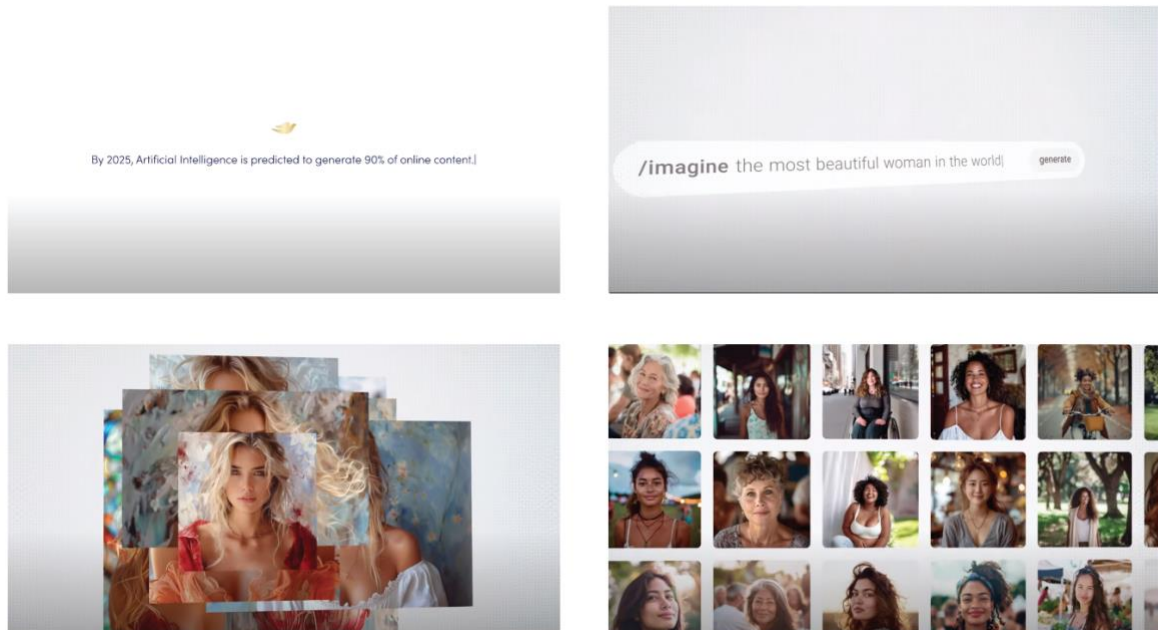 By 2025, Artificial Intelligence is predicted to generate 90% of online content.
/imagine the most beautiful woman in the world
generate